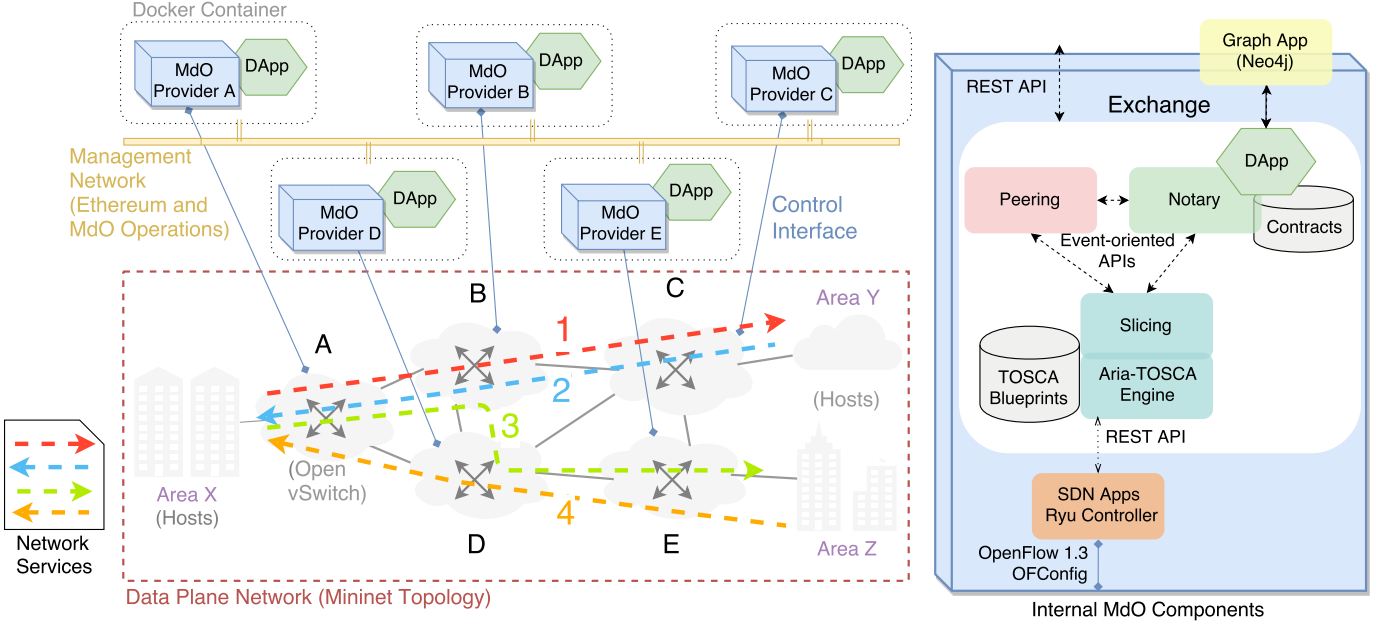 Docker Container
MdO
Provider A
DApp
MdO
Provider B
DApp
MdO
Provider C
DApp
Management
Network
(Ethereum and
MdO Operations)
MdO
Provider D
DApp
MdO
Provider E
DApp
Control
Interface
A
B
C
Area Y
1
2
3
4
(Hosts)
(Open
vSwitch)
Area X
(Hosts)
D
E
Area Z
Network
Services
Data Plane Network (Mininet Topology)
Graph App
(Neo4j)
REST API
Exchange
DApp
Peering
Notary
Contracts
Event-oriented
APIs
Slicing
TOSCA
Blueprints
Aria-TOSCA
Engine
REST API
SDN Apps
Ryu Controller
OpenFlow 1.3
OFConfig
Internal MdO Components